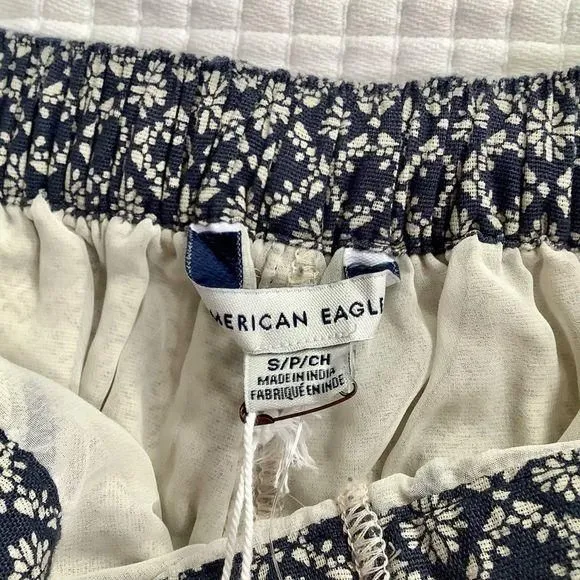 MERICAN EAGLE
S/P/CH
MADE IN INDIA
FABRIQUÉ EN INDE